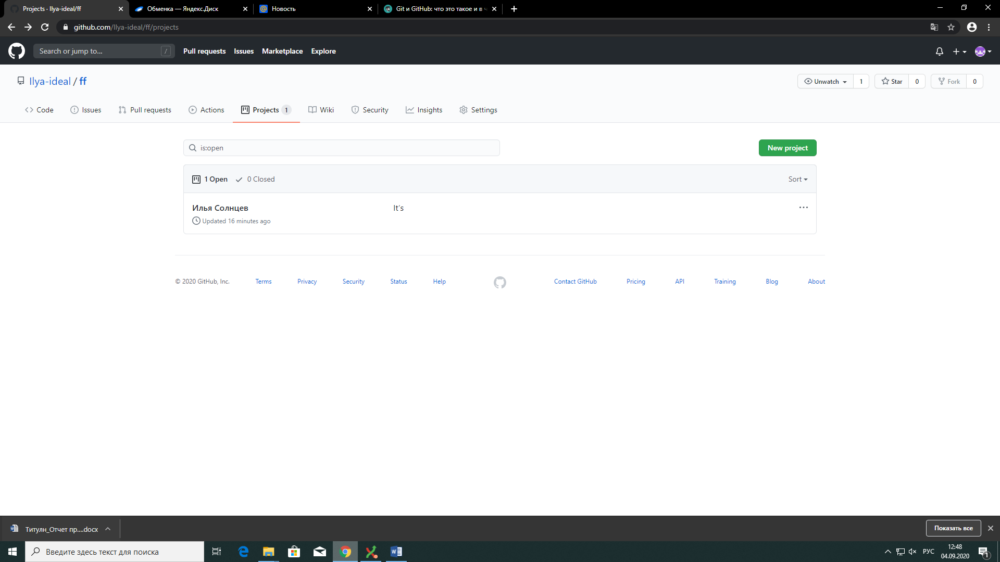 Projects · Ilya-ideal/ff
Обменка — Яндекс.Диск
Новость
Git и GitHub: что это такое и в ч
github.com/Ilya-ideal/ff/projects
Search or jump to...
/
Pull requests
Issues
Marketplace
Explore
Ilya-ideal / ff
Unwatch 1
Star 0
Fork 0
Code
Issues
Pull requests
Actions
Projects 1
Wiki
Security
Insights
Settings
is:open
New project
1 Open
0 Closed
Sort
Илья Солнцев
It's
Updated 16 minutes ago
© 2020 GitHub, Inc.
Terms
Privacy
Security
Status
Help
Contact GitHub
Pricing
API
Training
Blog
About
Титулн_Отчет пр....docx
Показать все
Введите здесь текст для поиска
РУС
12:48
04.09.2020
1